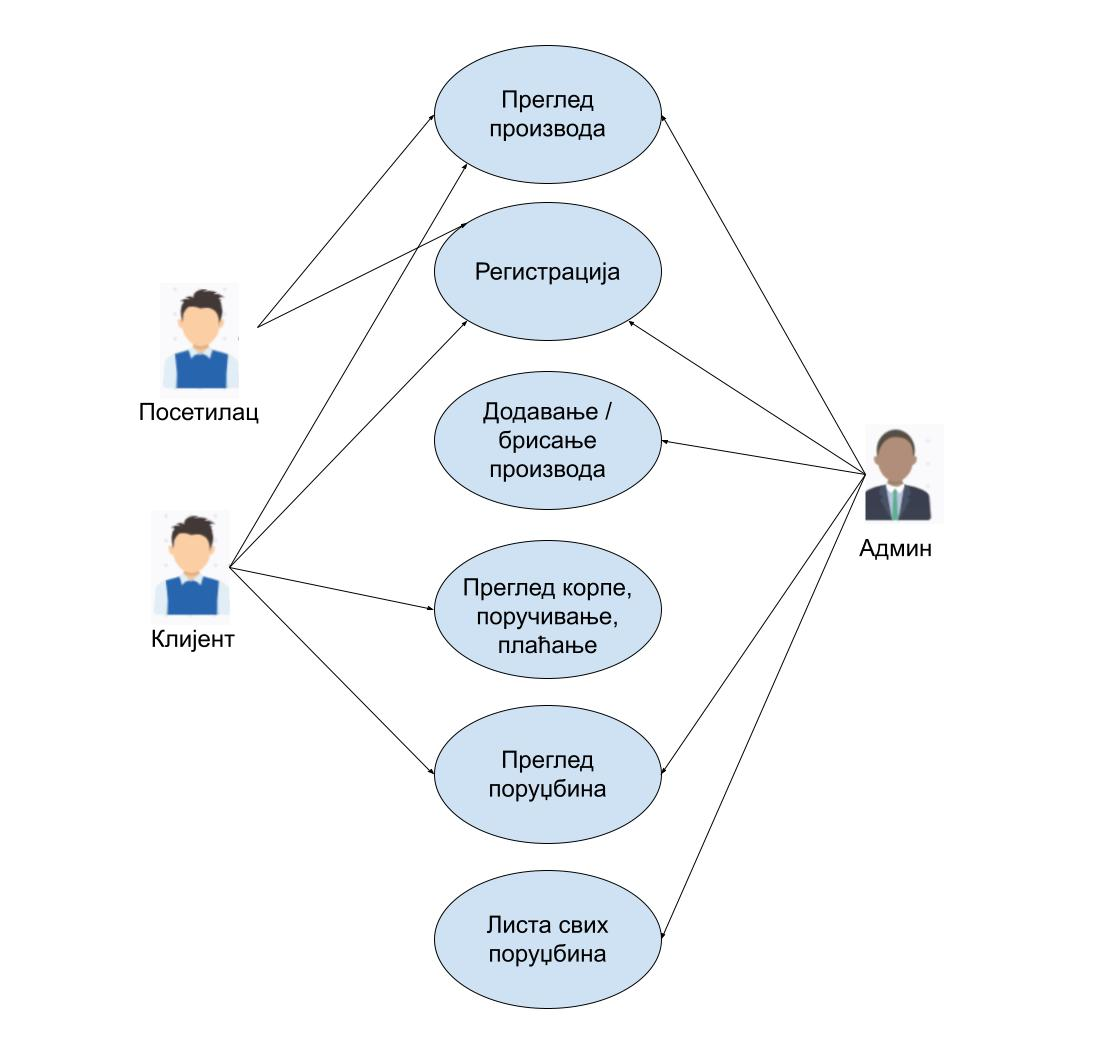 Преглед
производа
Регистрација
Посетилац
Додавање /
брисање
производа
Админ
Клијент
Преглед корпе,
поручивање,
плаћање
Преглед
поруџбина
Листа свих
поруџбина